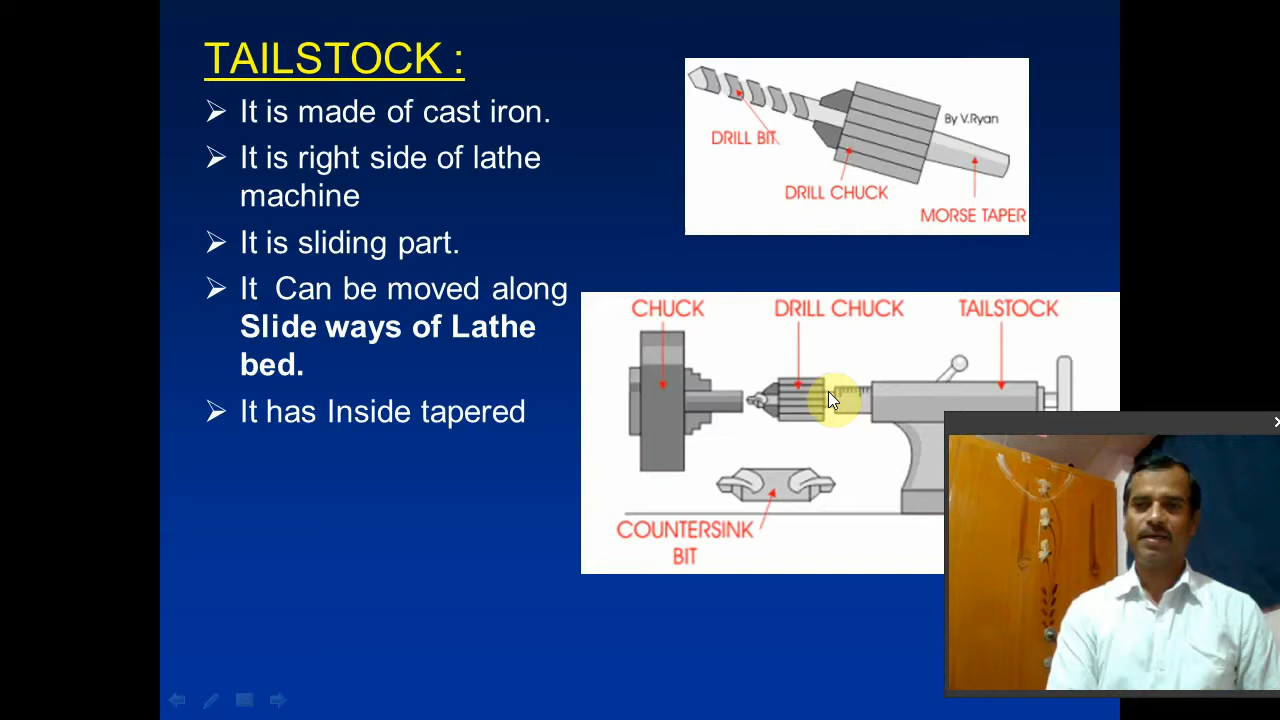 TAILSTOCK :
It is made of cast iron.
It is right side of lathe
machine
It is sliding part.
It Can be moved along
Slide ways of Lathe
bed.
It has Inside tapered
DRILL BIT
By V.Ryan
DRILL CHUCK
MORSE TAPER
CHUCK
DRILL CHUCK
TAILSTOCK
COUNTERSINK
BIT